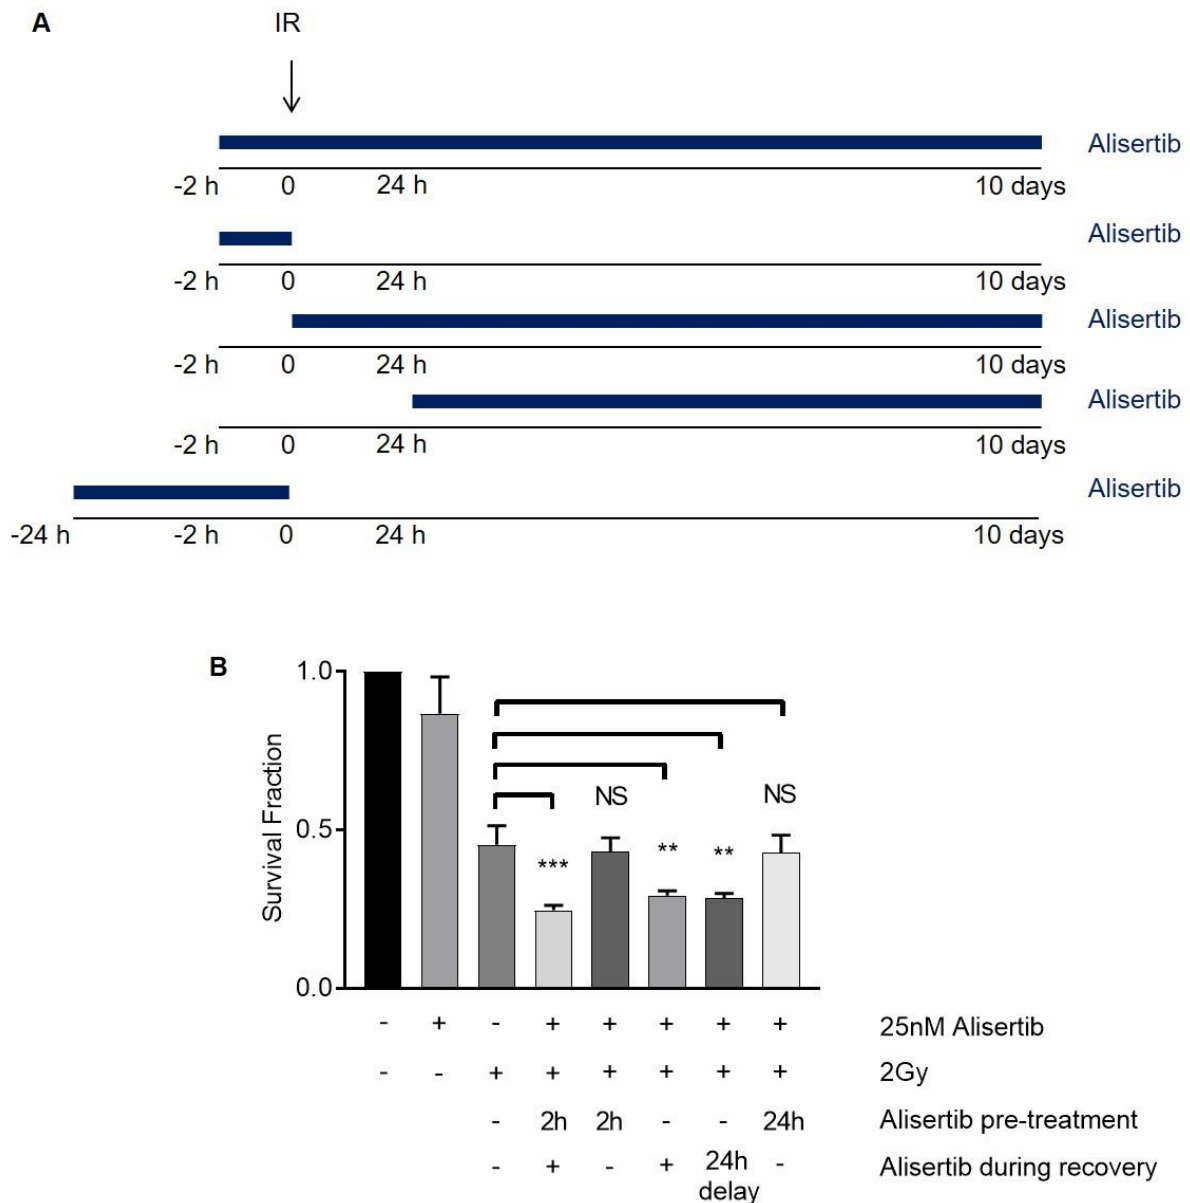 A
IR
Alisertib
-2 h 0 24 h 10 days
Alisertib
-2 h 0 24 h 10 days
Alisertib
-2 h 0 24 h 10 days
Alisertib
-2 h 0 24 h 10 days
Alisertib
-24 h -2 h 0 24 h 10 days
B
Survival Fraction
1.0
0.5
0.0
*** NS ** ** NS
- + - + + + + + 25nM Alisertib
- - + + + + + + 2Gy
- 2h 2h - - 24h Alisertib pre-treatment
- + - + 24h delay - Alisertib during recovery